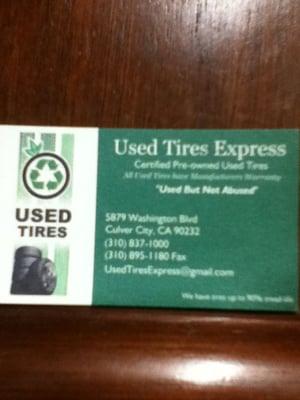 USED
TIRES
Used Tires Express
Certified Pre-owned Used Tires
All Used Tires have Manufacturers Warranty
"Used But Not Abused"
5879 Washington Blvd
Culver City, CA 90232
(310) 837-1000
(310) 895-1180 Fax
UsedTiresExpress@gmail.com
We have tires up to 90% tread-life